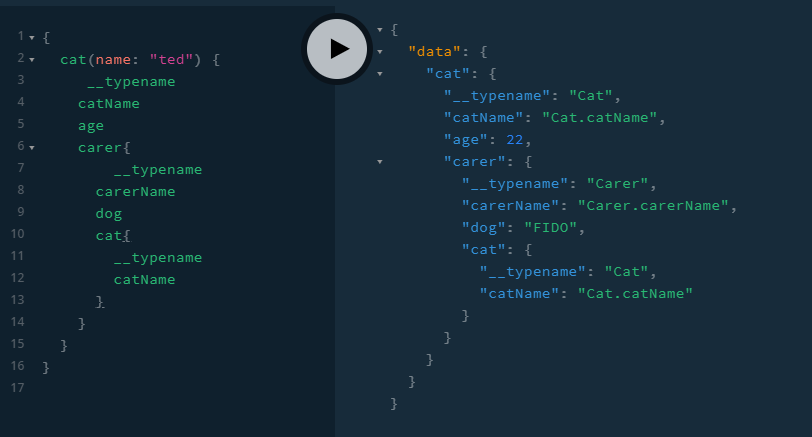 1 {
2 cat(name: "ted") {
3 __typename
4 catName
5 age
6 carer{
7 __typename
8 carerName
9 dog
10 cat{
11 __typename
12 catName
13 }
14 }
15 }
16 }
17
{
"data": {
"cat": {
"__typename": "Cat",
"catName": "Cat.catName",
"age": 22,
"carer": {
"__typename": "Carer",
"carerName": "Carer.carerName",
"dog": "FIDO",
"cat": {
"__typename": "Cat",
"catName": "Cat.catName"
}
}
}
}
}